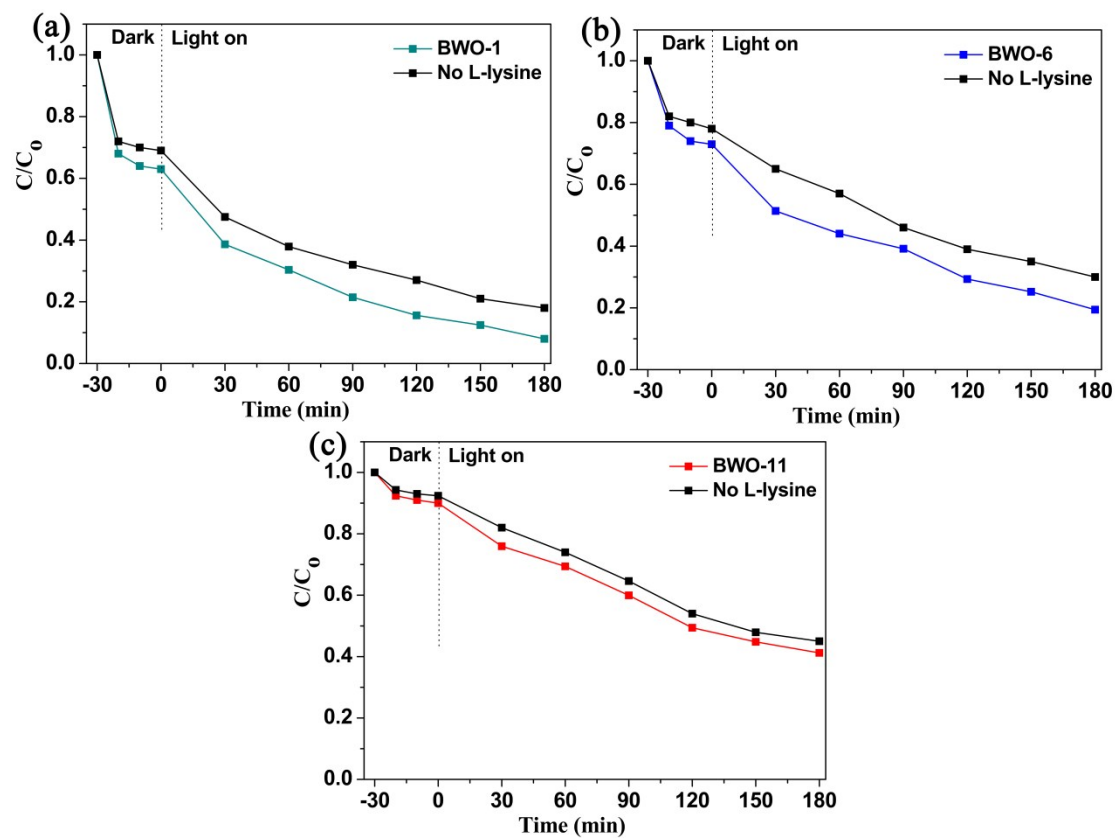 (a)
Dark Light on
BWO-1
No L-lysine
C/C₀
1.0
0.8
0.6
0.4
0.2
0.0
-30 0 30 60 90 120 150 180
Time (min)
(b)
Dark Light on
BWO-6
No L-lysine
C/C₀
1.0
0.8
0.6
0.4
0.2
0.0
-30 0 30 60 90 120 150 180
Time (min)
(c)
Dark Light on
BWO-11
No L-lysine
C/C₀
1.0
0.8
0.6
0.4
0.2
0.0
-30 0 30 60 90 120 150 180
Time (min)